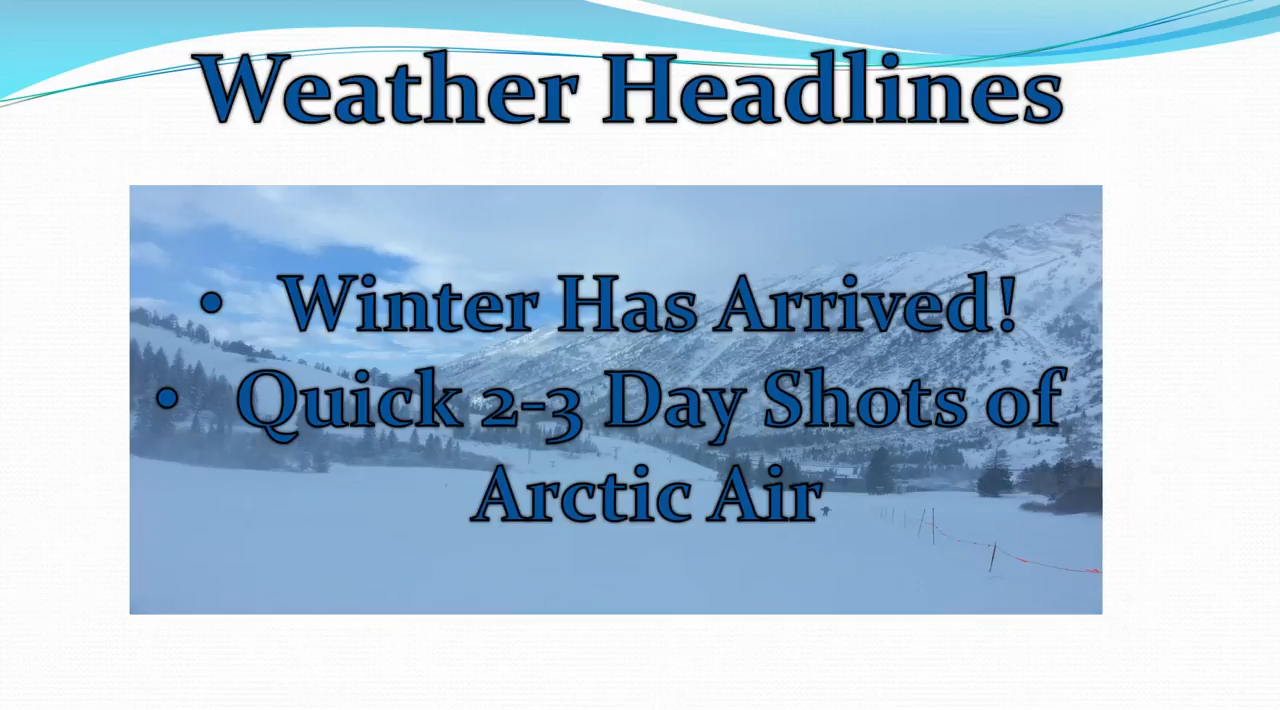 Weather Headlines
• Winter Has Arrived!
• Quick 2-3 Day Shots of
Arctic Air